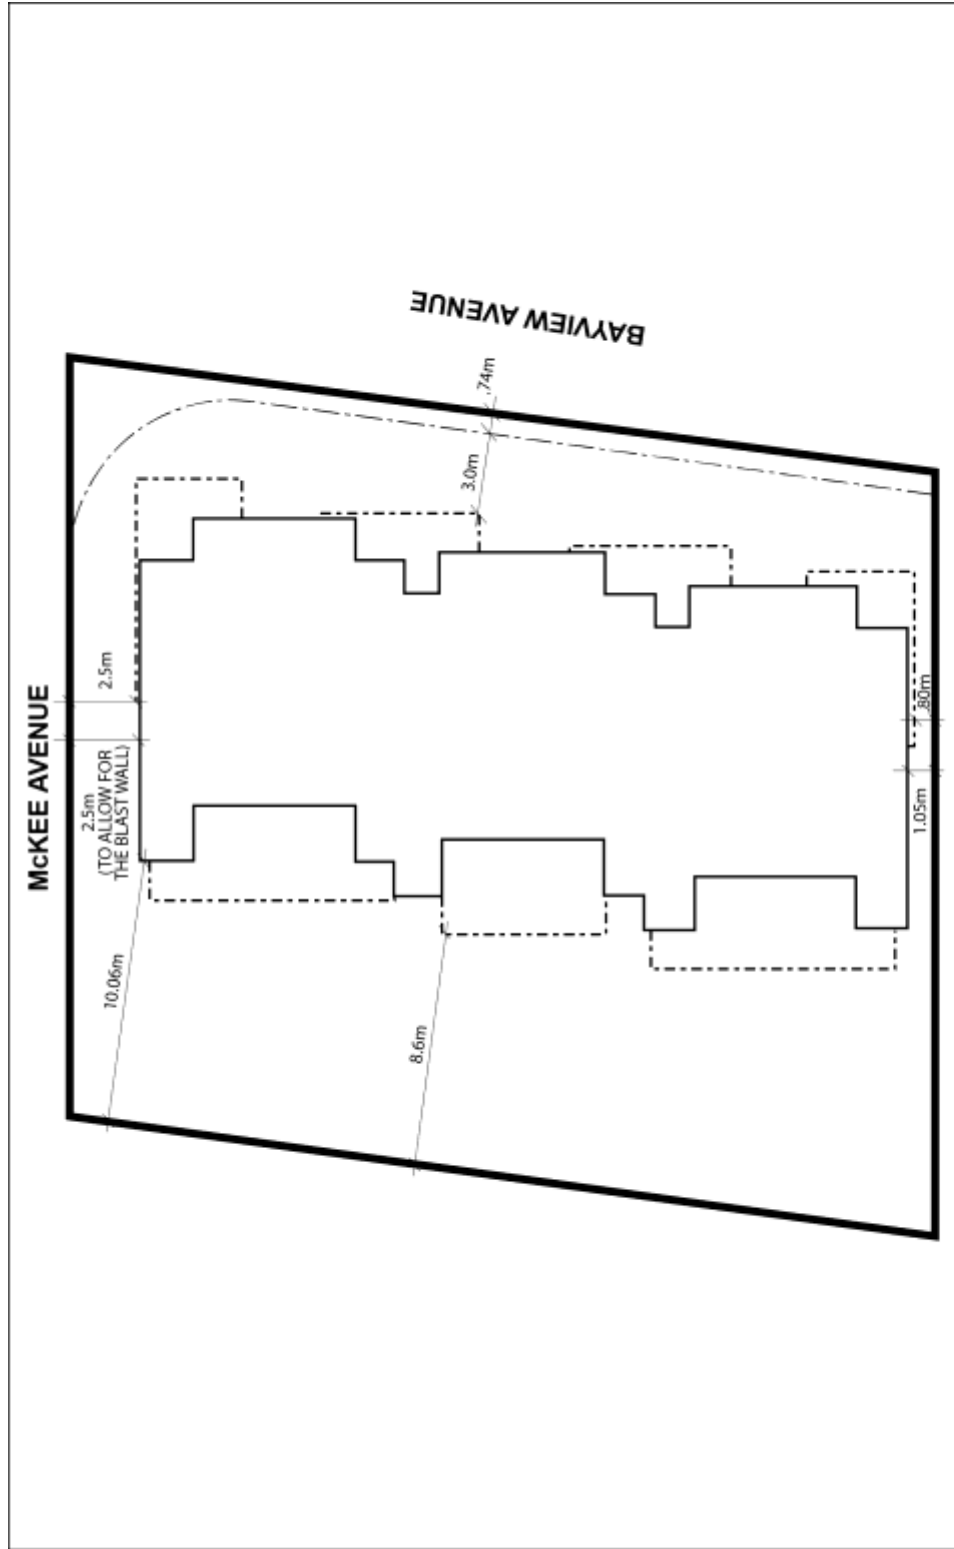 McKEE AVENUE
2.5m
2.5m
(TO ALLOW FOR
THE BLAST WALL)
10.06m
8.6m
BAYVIEW AVENUE
.74m
3.0m
.80m
1.05m